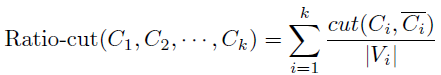 Ratio-cut(C_1, C_2, \cdots, C_k) = \sum_{i=1}^{k} \frac{cut(C_i, \overline{C_i})}{|V_i|}